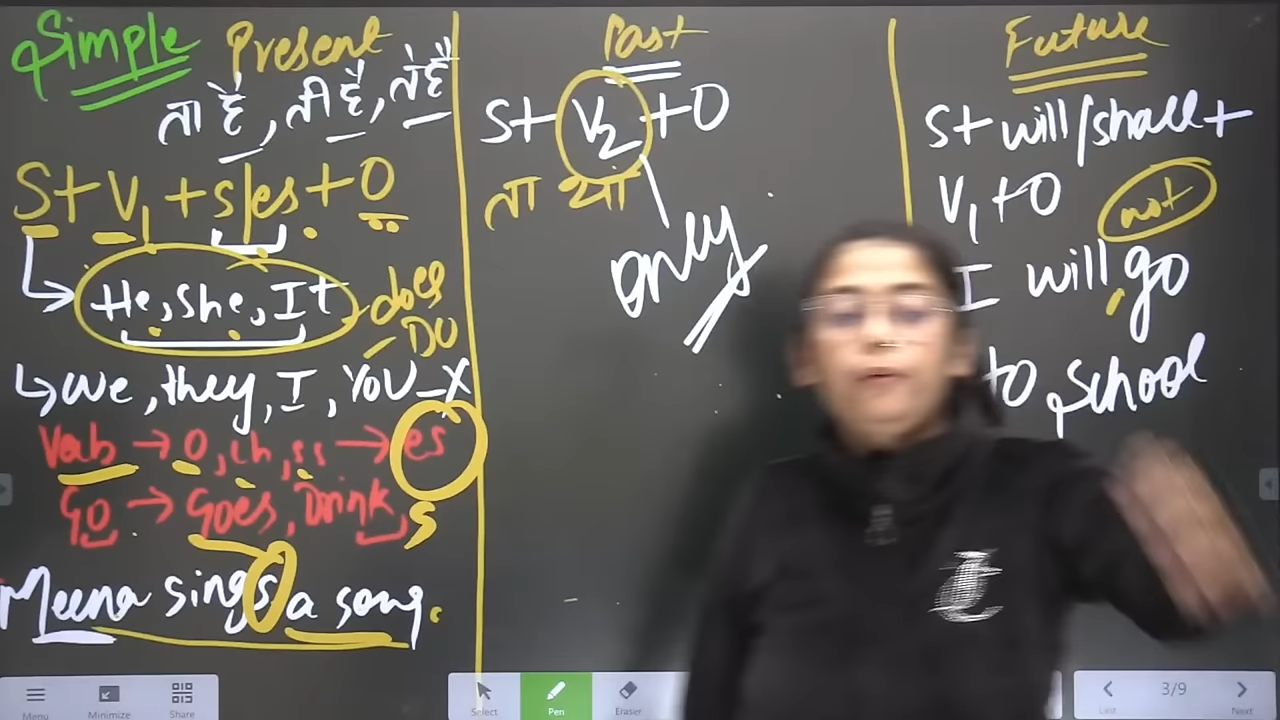 Simple Present
ता है, ती है, ते हैं
S + V1 + s/es + O
He, She, It - does
DO
we, they, I, YoU - X
Verb → o, ch, ss → es
Go → Goes, Drink, s
Meena sings a song.
Past
S + V2 + O
ता था
only
Future
S + will/shall +
V1 + O
not
I will go
to school
Menu
Minimize
Share
Select
Pen
Eraser
3/9
Last
Next